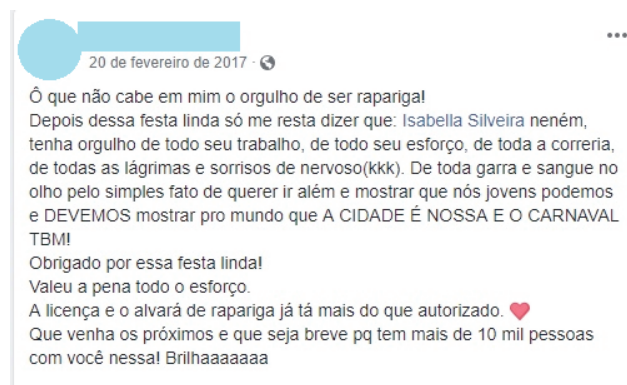 20 de fevereiro de 2017 ·
Ô que não cabe em mim o orgulho de ser rapariga!
Depois dessa festa linda só me resta dizer que: Isabella Silveira neném,
tenha orgulho de todo seu trabalho, de todo seu esforço, de toda a correria,
de todas as lágrimas e sorrisos de nervoso(kkk). De toda garra e sangue no
olho pelo simples fato de querer ir além e mostrar que nós jovens podemos
e DEVEMOS mostrar pro mundo que A CIDADE É NOSSA E O CARNAVAL
TBM!
Obrigado por essa festa linda!
Valeu a pena todo o esforço.
A licença e o alvará de rapariga já tá mais do que autorizado. ❤️
Que venha os próximos e que seja breve pq tem mais de 10 mil pessoas
com você nessa! Brilhaaaaaaa